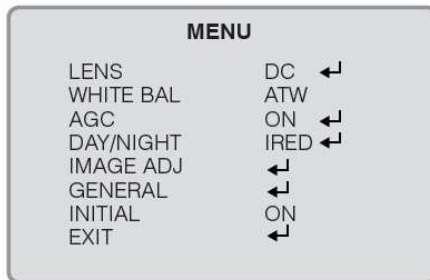 MENU
LENS DC ↵
WHITE BAL ATW
AGC ON ↵
DAY/NIGHT IRED ↵
IMAGE ADJ ↵
GENERAL ↵
INITIAL ON
EXIT ↵